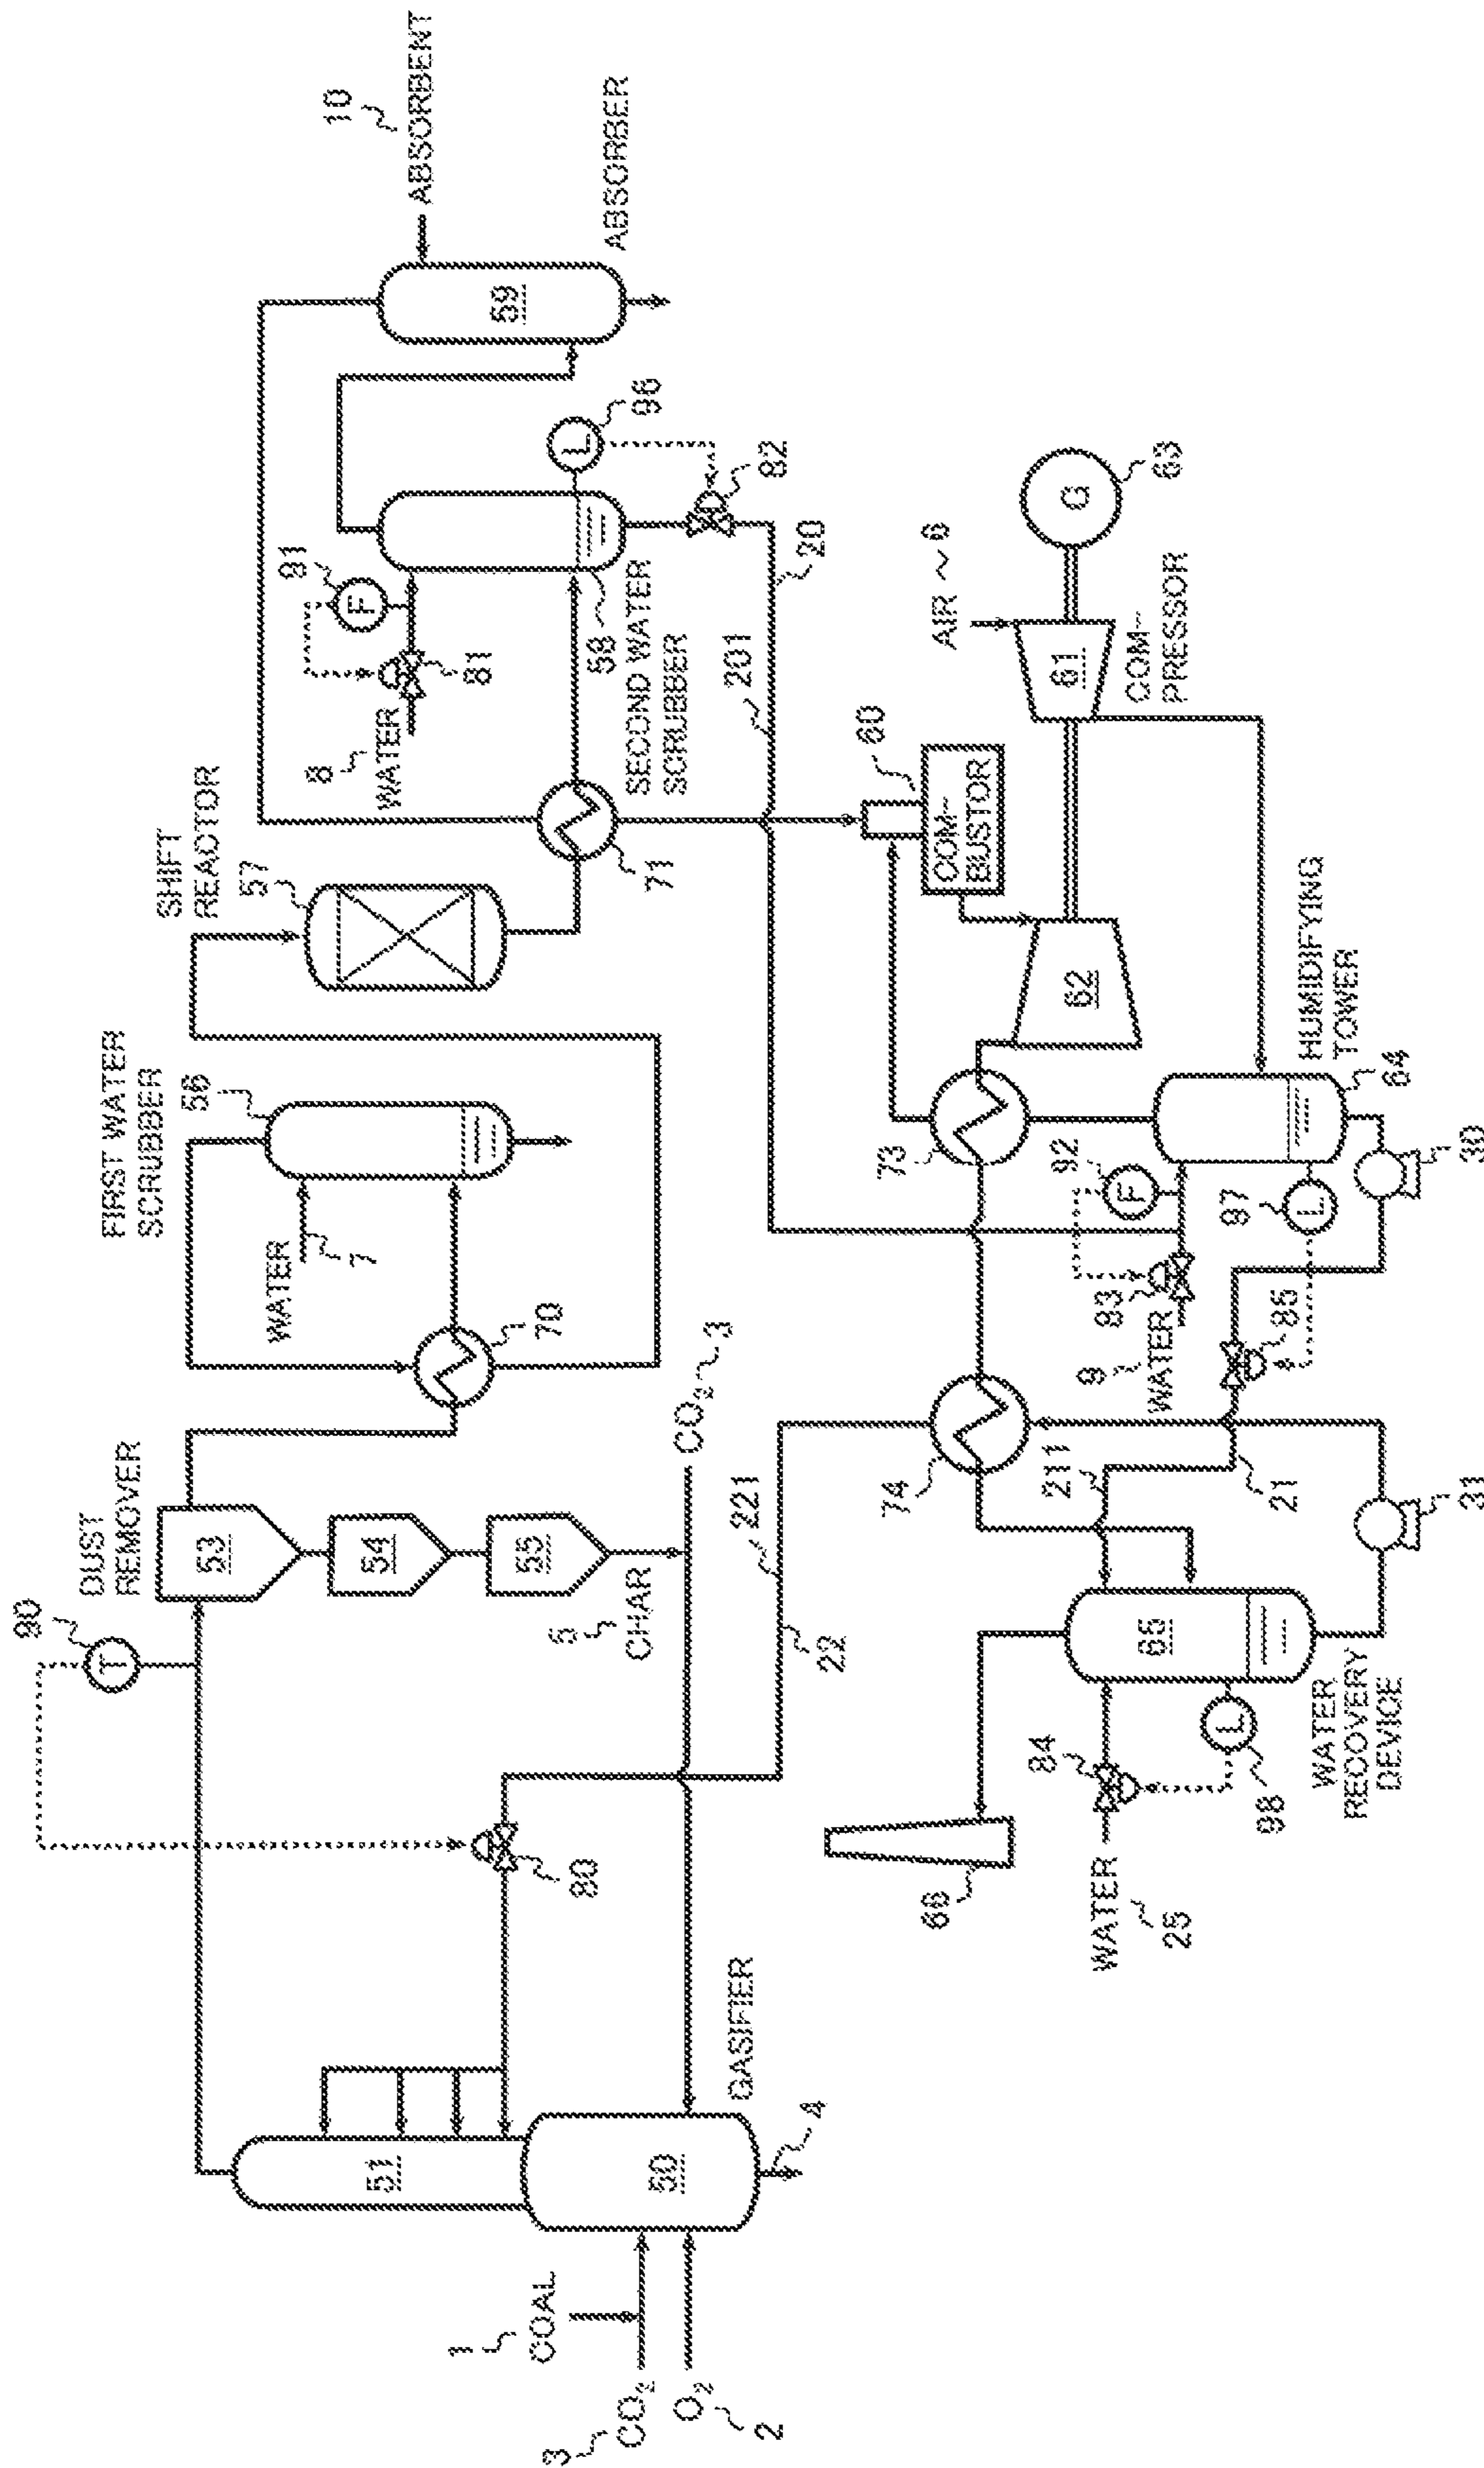 90
T
DUST
REMOVER
53
54
55
5
CHAR
CO₂ 3
FIRST WATER
SCRUBBER
56
WATER
7
70
SHIFT
REACTOR
57
71
8
WATER
81
91
F
58
SECOND WATER
SCRUBBER
L
96
82
10
ABSORBENT
59
ABSORBER
51
50
GASIFIER
4
1
COAL
3
CO₂
O₂
2
80
221
22
201
20
60
COM-
BUSTOR
AIR 6
61
COM-
PRESSOR
G
63
62
73
74
66
WATER
25
84
65
L
98
WATER
RECOVERY
DEVICE
211
21
31
9
WATER
83
92
F
97
L
85
HUMIDIFYING
TOWER
64
30